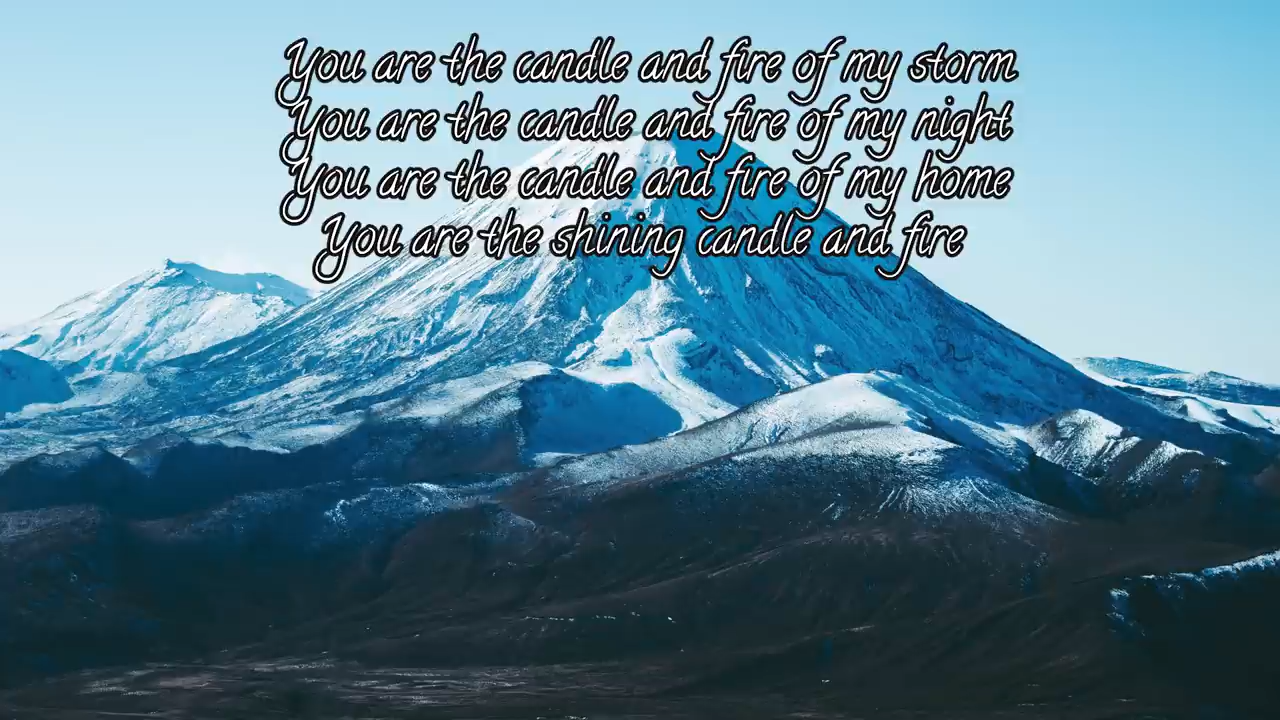 You are the candle and fire of my storm
You are the candle and fire of my night
You are the candle and fire of my home
You are the shining candle and fire